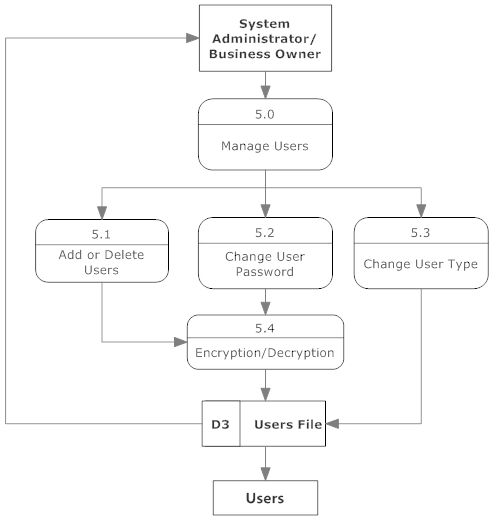 System
Administrator/
Business Owner
5.0
Manage Users
5.1
Add or Delete
Users
5.2
Change User
Password
5.3
Change User Type
5.4
Encryption/Decryption
D3 Users File
Users